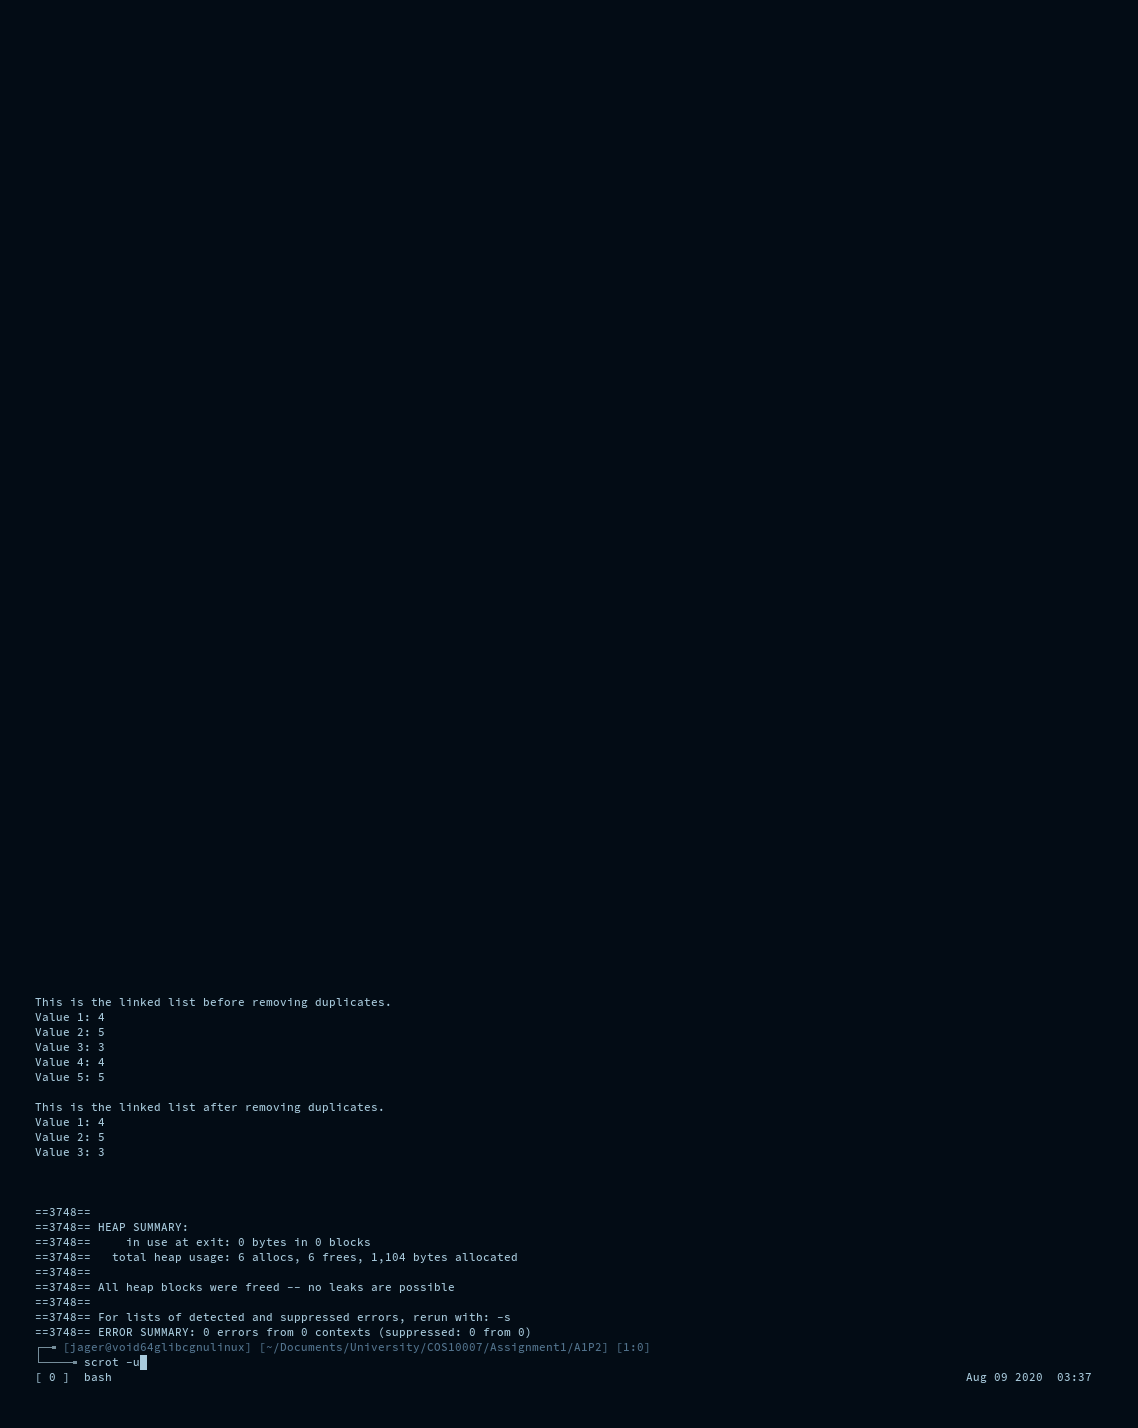 This is the linked list before removing duplicates.
Value 1: 4
Value 2: 5
Value 3: 3
Value 4: 4
Value 5: 5
This is the linked list after removing duplicates.
Value 1: 4
Value 2: 5
Value 3: 3
==3748==
==3748== HEAP SUMMARY:
==3748==     in use at exit: 0 bytes in 0 blocks
==3748==   total heap usage: 6 allocs, 6 frees, 1,104 bytes allocated
==3748==
==3748== All heap blocks were freed -- no leaks are possible
==3748==
==3748== For lists of detected and suppressed errors, rerun with: -s
==3748== ERROR SUMMARY: 0 errors from 0 contexts (suppressed: 0 from 0)
[jager@void64glibcgnulinux] [~/Documents/University/COS10007/Assignment1/A1P2] [1:0]
scrot -u
[ 0 ]  bash Aug 09 2020  03:37